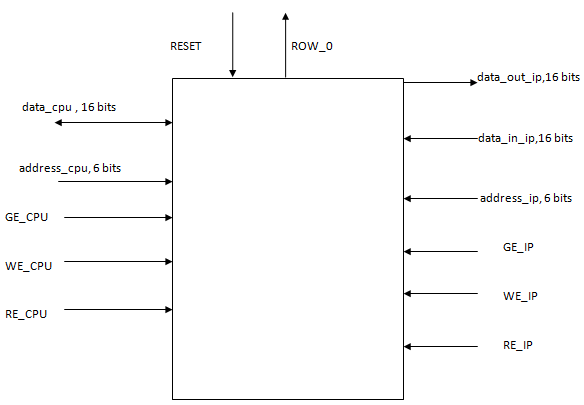 RESET
ROW_0
data_out_ip,16 bits
data_cpu , 16 bits
data_in_ip,16 bits
address_cpu, 6 bits
address_ip, 6 bits
GE_CPU
GE_IP
WE_CPU
WE_IP
RE_CPU
RE_IP